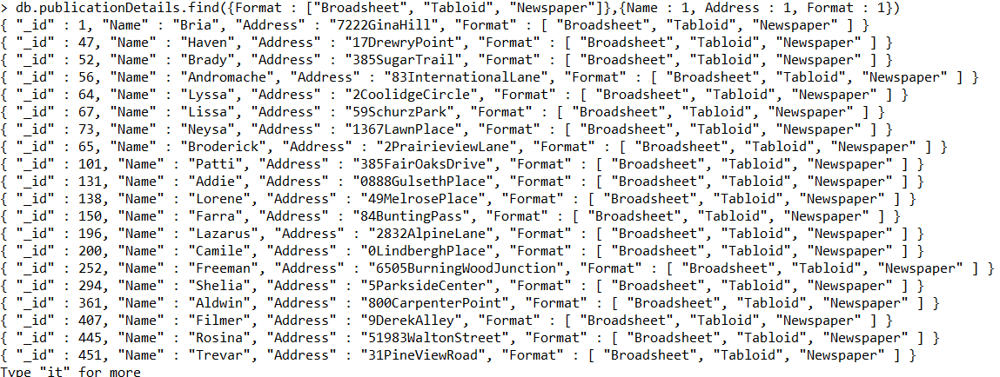 > db.publicationDetails.find({Format : ["Broadsheet", "Tabloid", "Newspaper"]},{Name : 1, Address : 1, Format : 1})
{ "_id" : 1, "Name" : "Bria", "Address" : "7222GinaHill", "Format" : [ "Broadsheet", "Tabloid", "Newspaper" ] }
{ "_id" : 47, "Name" : "Haven", "Address" : "17DrewryPoint", "Format" : [ "Broadsheet", "Tabloid", "Newspaper" ] }
{ "_id" : 52, "Name" : "Brady", "Address" : "385SugarTrail", "Format" : [ "Broadsheet", "Tabloid", "Newspaper" ] }
{ "_id" : 56, "Name" : "Andromache", "Address" : "83InternationalLane", "Format" : [ "Broadsheet", "Tabloid", "Newspaper" ] }
{ "_id" : 64, "Name" : "Lyssa", "Address" : "2CoolidgeCircle", "Format" : [ "Broadsheet", "Tabloid", "Newspaper" ] }
{ "_id" : 67, "Name" : "Lissa", "Address" : "59SchurzPark", "Format" : [ "Broadsheet", "Tabloid", "Newspaper" ] }
{ "_id" : 73, "Name" : "Neysa", "Address" : "1367LawnPlace", "Format" : [ "Broadsheet", "Tabloid", "Newspaper" ] }
{ "_id" : 65, "Name" : "Broderick", "Address" : "2PrairieviewLane", "Format" : [ "Broadsheet", "Tabloid", "Newspaper" ] }
{ "_id" : 101, "Name" : "Patti", "Address" : "385FairOaksDrive", "Format" : [ "Broadsheet", "Tabloid", "Newspaper" ] }
{ "_id" : 131, "Name" : "Addie", "Address" : "0888GulsethPlace", "Format" : [ "Broadsheet", "Tabloid", "Newspaper" ] }
{ "_id" : 138, "Name" : "Lorene", "Address" : "49MelrosePlace", "Format" : [ "Broadsheet", "Tabloid", "Newspaper" ] }
{ "_id" : 150, "Name" : "Farra", "Address" : "84BuntingPass", "Format" : [ "Broadsheet", "Tabloid", "Newspaper" ] }
{ "_id" : 196, "Name" : "Lazarus", "Address" : "2832AlpineLane", "Format" : [ "Broadsheet", "Tabloid", "Newspaper" ] }
{ "_id" : 200, "Name" : "Camile", "Address" : "0LindberghPlace", "Format" : [ "Broadsheet", "Tabloid", "Newspaper" ] }
{ "_id" : 252, "Name" : "Freeman", "Address" : "6505BurningWoodJunction", "Format" : [ "Broadsheet", "Tabloid", "Newspaper" ] }
{ "_id" : 294, "Name" : "Shelia", "Address" : "5ParksideCenter", "Format" : [ "Broadsheet", "Tabloid", "Newspaper" ] }
{ "_id" : 361, "Name" : "Aldwin", "Address" : "800CarpenterPoint", "Format" : [ "Broadsheet", "Tabloid", "Newspaper" ] }
{ "_id" : 407, "Name" : "Filmer", "Address" : "9DerekAlley", "Format" : [ "Broadsheet", "Tabloid", "Newspaper" ] }
{ "_id" : 445, "Name" : "Rosina", "Address" : "51983WaltonStreet", "Format" : [ "Broadsheet", "Tabloid", "Newspaper" ] }
{ "_id" : 451, "Name" : "Trevar", "Address" : "31PineViewRoad", "Format" : [ "Broadsheet", "Tabloid", "Newspaper" ] }
Type "it" for more